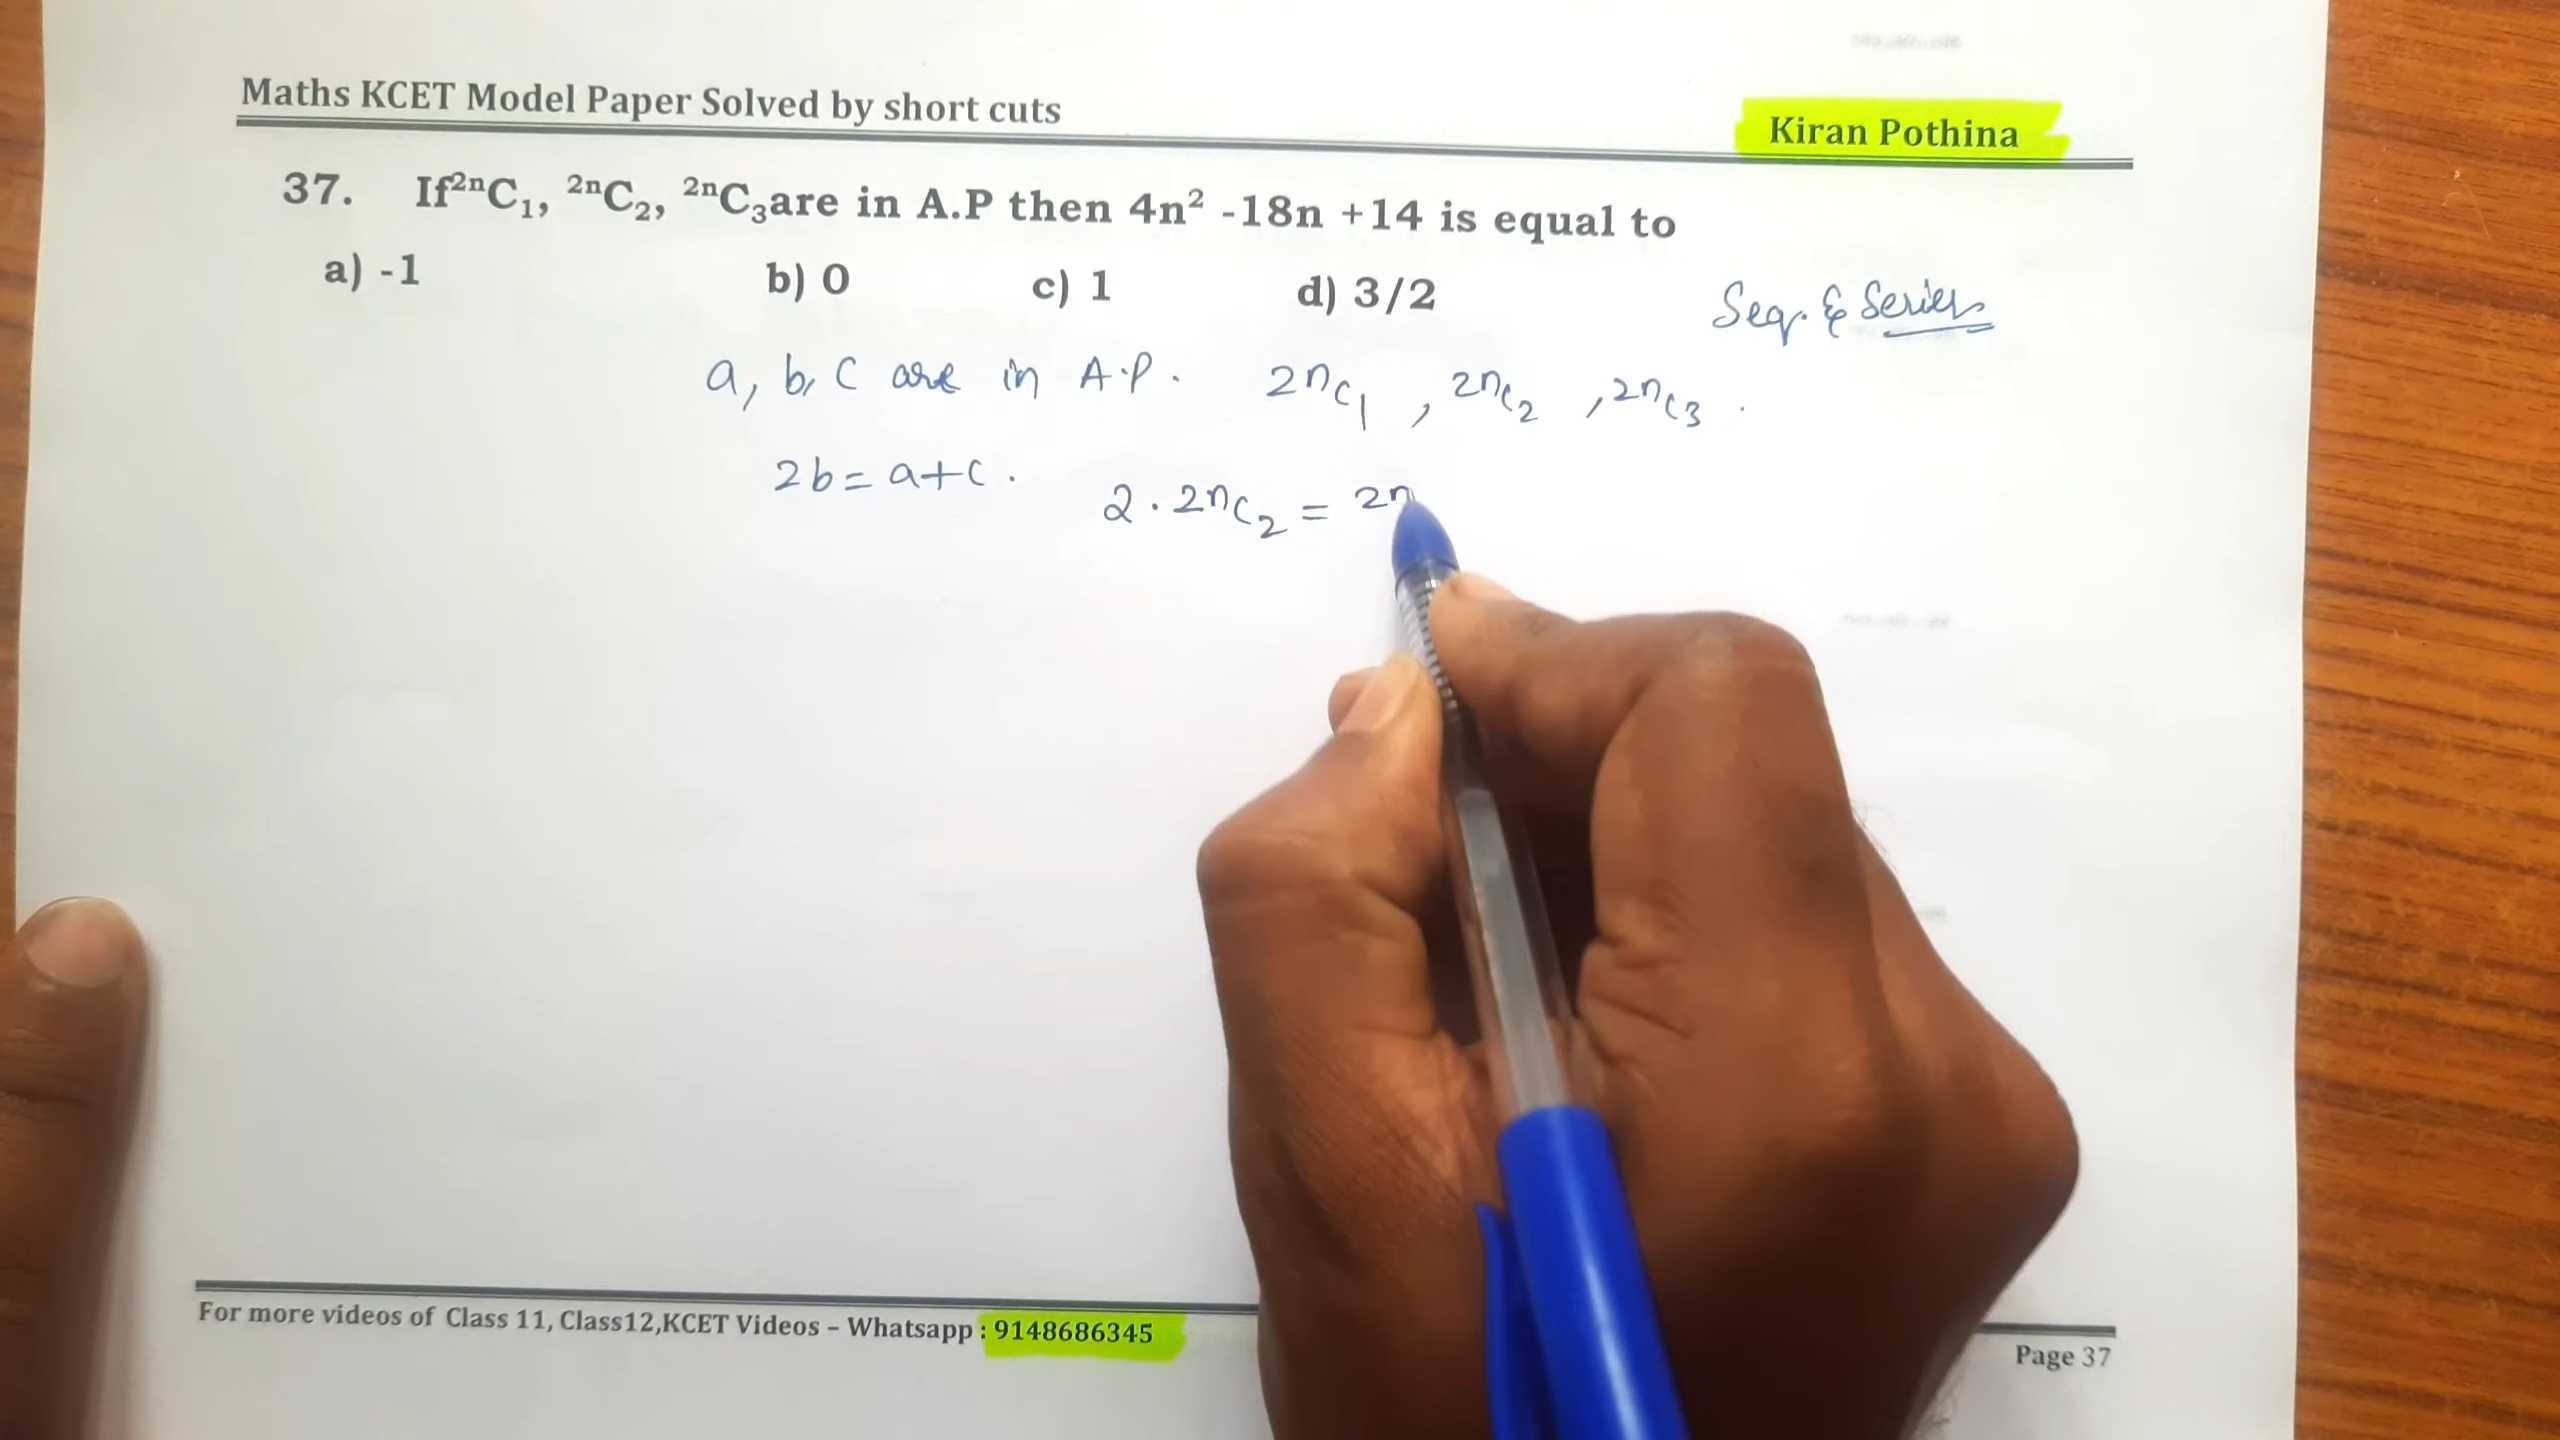 Maths KCET Model Paper Solved by short cuts
Kiran Pothina
37. If ²ⁿC₁, ²ⁿC₂, ²ⁿC₃are in A.P then 4n² -18n +14 is equal to
a) -1 b) 0 c) 1 d) 3/2
Seq. & Series
a, b, c are in A.P. 2nC₁ , 2nC₂ , 2nC₃ .
2b = a+c . 2 . 2nC₂ = 2n
For more videos of Class 11, Class12,KCET Videos – Whatsapp : 9148686345
Page 37